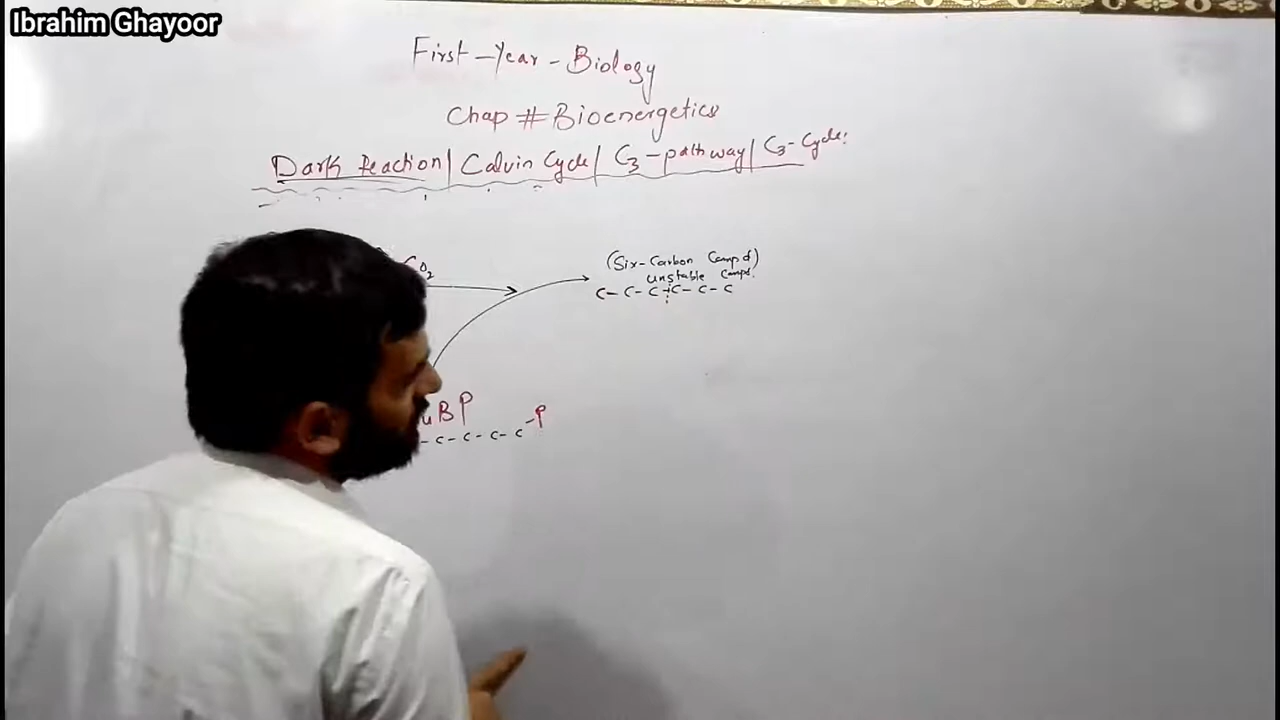 Ibrahim Ghayoor
First-Year-Biology
Chap # Bioenergetics
Dark Reaction/ Calvin Cycle/ C3-pathway/ C3-Cycle:
CO2
(Six-Carbon Compd)
unstable Compd.
C-C-C-C-C-C
uBP
-C-C-C-C-P